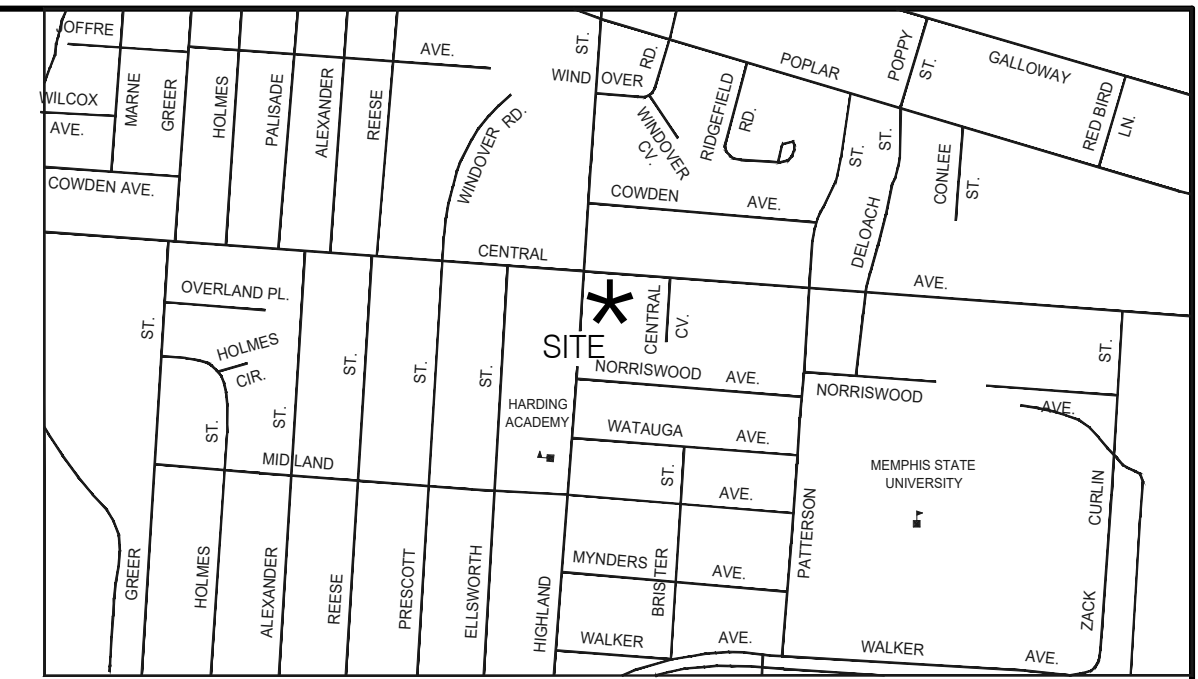 JOFFRE
AVE.
ST.
WIND OVER
RD.
POPLAR
POPPY
ST.
GALLOWAY
WILCOX
AVE.
MARNE
GREER
HOLMES
PALISADE
ALEXANDER
REESE
WINDOVER RD.
WINDOVER
CV.
RIDGEFIELD
RD.
ST.
ST.
RED BIRD
LN.
COWDEN AVE.
COWDEN AVE.
DELOACH
CONLEE
ST.
CENTRAL
AVE.
OVERLAND PL.
ST.
HOLMES
CIR.
ST.
ST.
ST.
ST.
ST.
SITE
CENTRAL
CV.
NORRISWOOD AVE.
NORRISWOOD
AVE.
ST.
HARDING
ACADEMY
WATAUGA AVE.
MIDLAND
ST.
AVE.
MEMPHIS STATE
UNIVERSITY
PATTERSON
CURLIN
ZACK
GREER
HOLMES
ALEXANDER
REESE
PRESCOTT
ELLSWORTH
HIGHLAND
MYNDERS
AVE.
BRISTER
WALKER
AVE.
WALKER
AVE.